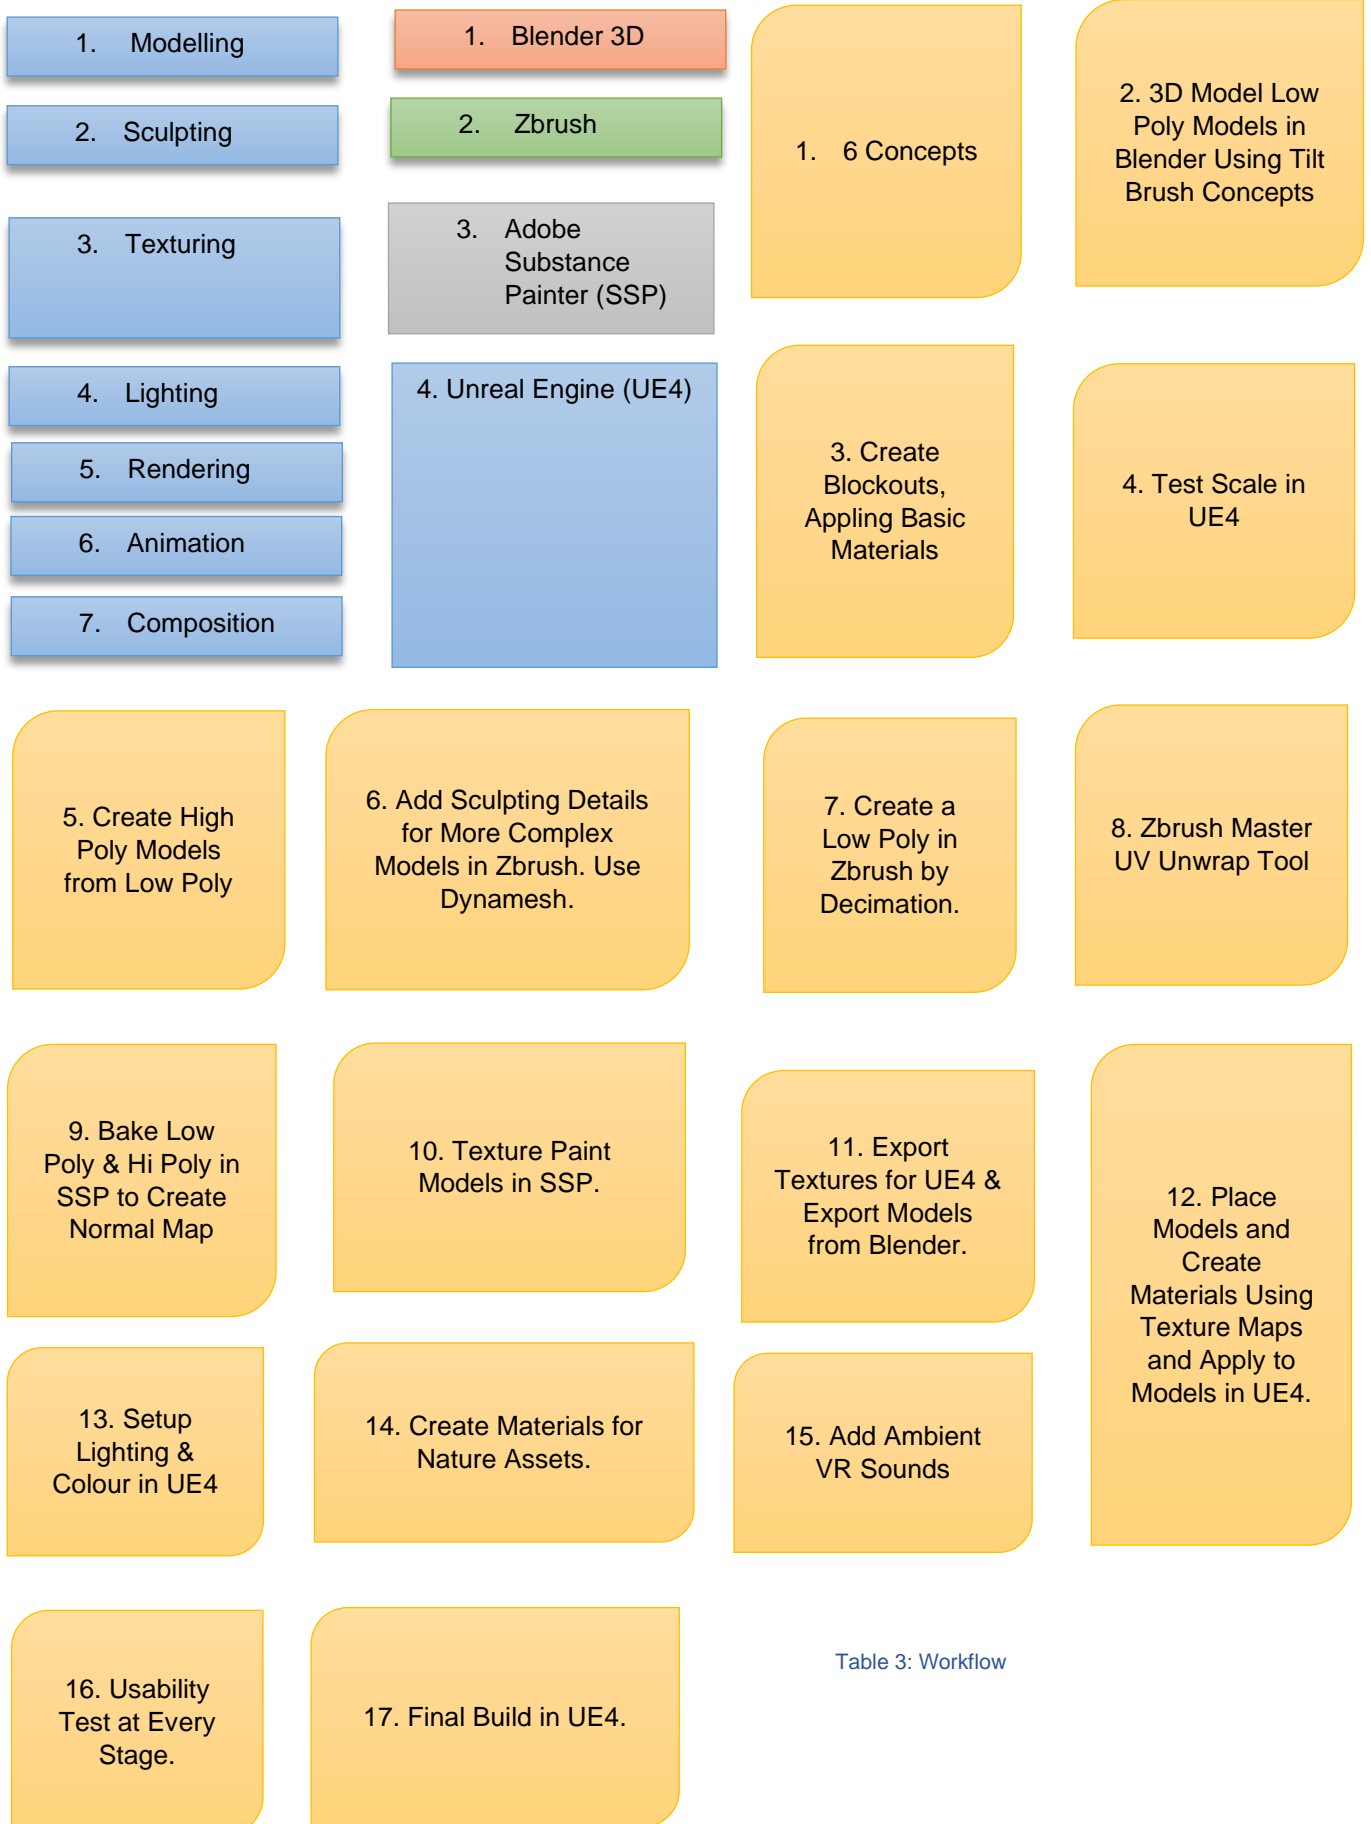 1. Modelling
2. Sculpting
3. Texturing
4. Lighting
5. Rendering
6. Animation
7. Composition
1. Blender 3D
2. Zbrush
3. Adobe
Substance
Painter (SSP)
4. Unreal Engine (UE4)
1. 6 Concepts
2. 3D Model Low
Poly Models in
Blender Using Tilt
Brush Concepts
3. Create
Blockouts,
Appling Basic
Materials
4. Test Scale in
UE4
5. Create High
Poly Models
from Low Poly
6. Add Sculpting Details
for More Complex
Models in Zbrush. Use
Dynamesh.
7. Create a
Low Poly in
Zbrush by
Decimation.
8. Zbrush Master
UV Unwrap Tool
9. Bake Low
Poly & Hi Poly in
SSP to Create
Normal Map
10. Texture Paint
Models in SSP.
11. Export
Textures for UE4 &
Export Models
from Blender.
12. Place
Models and
Create
Materials Using
Texture Maps
and Apply to
Models in UE4.
13. Setup
Lighting &
Colour in UE4
14. Create Materials for
Nature Assets.
15. Add Ambient
VR Sounds
16. Usability
Test at Every
Stage.
17. Final Build in UE4.
Table 3: Workflow